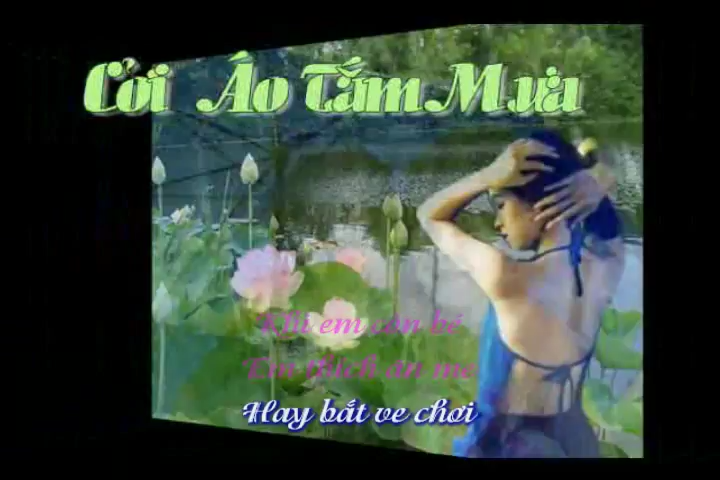 Cởi Áo Tắm Mưa
Khi em còn bé
Em thích ăn me
Hay bắt ve chơi